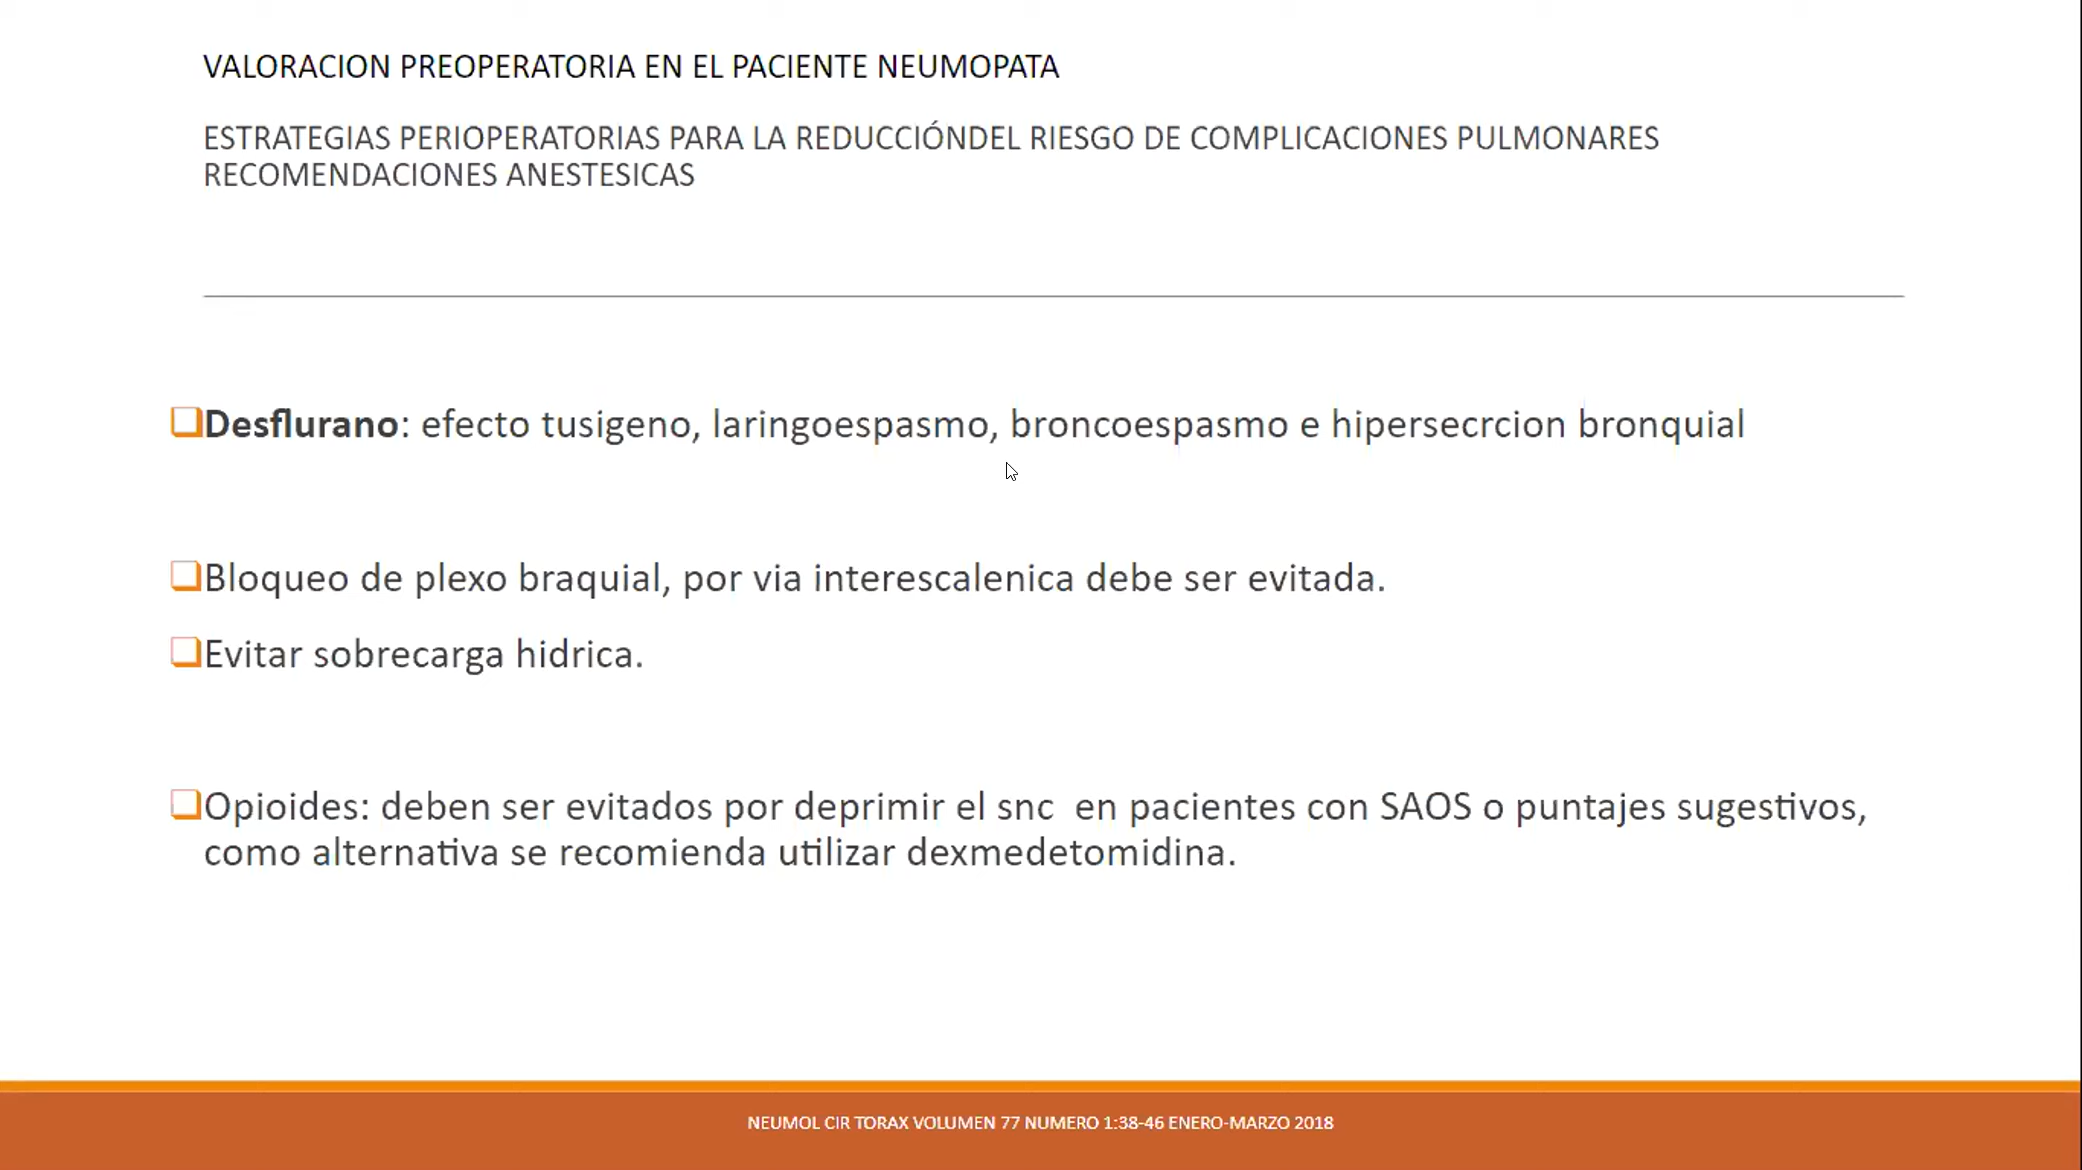 VALORACION PREOPERATORIA EN EL PACIENTE NEUMOPATA
ESTRATEGIAS PERIOPERATORIAS PARA LA REDUCCIÓNDEL RIESGO DE COMPLICACIONES PULMONARES
RECOMENDACIONES ANESTESICAS
Desflurano: efecto tusigeno, laringoespasmo, broncoespasmo e hipersecrcion bronquial
Bloqueo de plexo braquial, por via interescalenica debe ser evitada.
Evitar sobrecarga hidrica.
Opioides: deben ser evitados por deprimir el snc  en pacientes con SAOS o puntajes sugestivos,
como alternativa se recomienda utilizar dexmedetomidina.
NEUMOL CIR TORAX VOLUMEN 77 NUMERO 1:38-46 ENERO-MARZO 2018